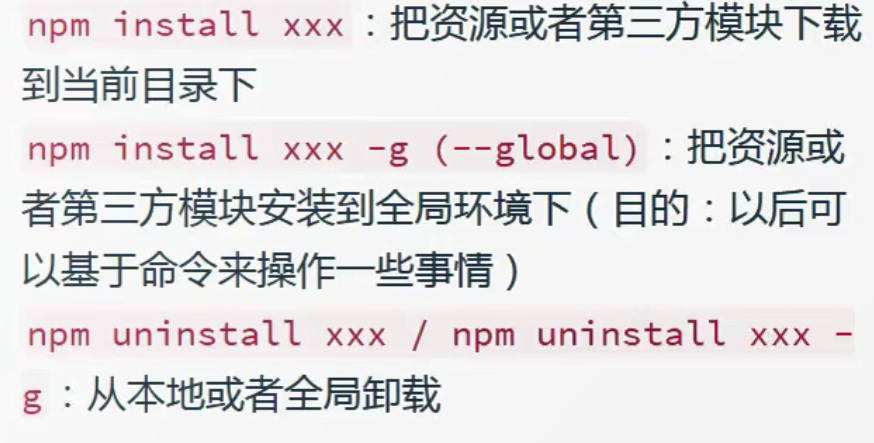 npm install xxx：把资源或者第三方模块下载
到当前目录下
npm install xxx -g (--global)：把资源或
者第三方模块安装到全局环境下（目的：以后可
以基于命令来操作一些事情）
npm uninstall xxx / npm uninstall xxx -
g：从本地或者全局卸载